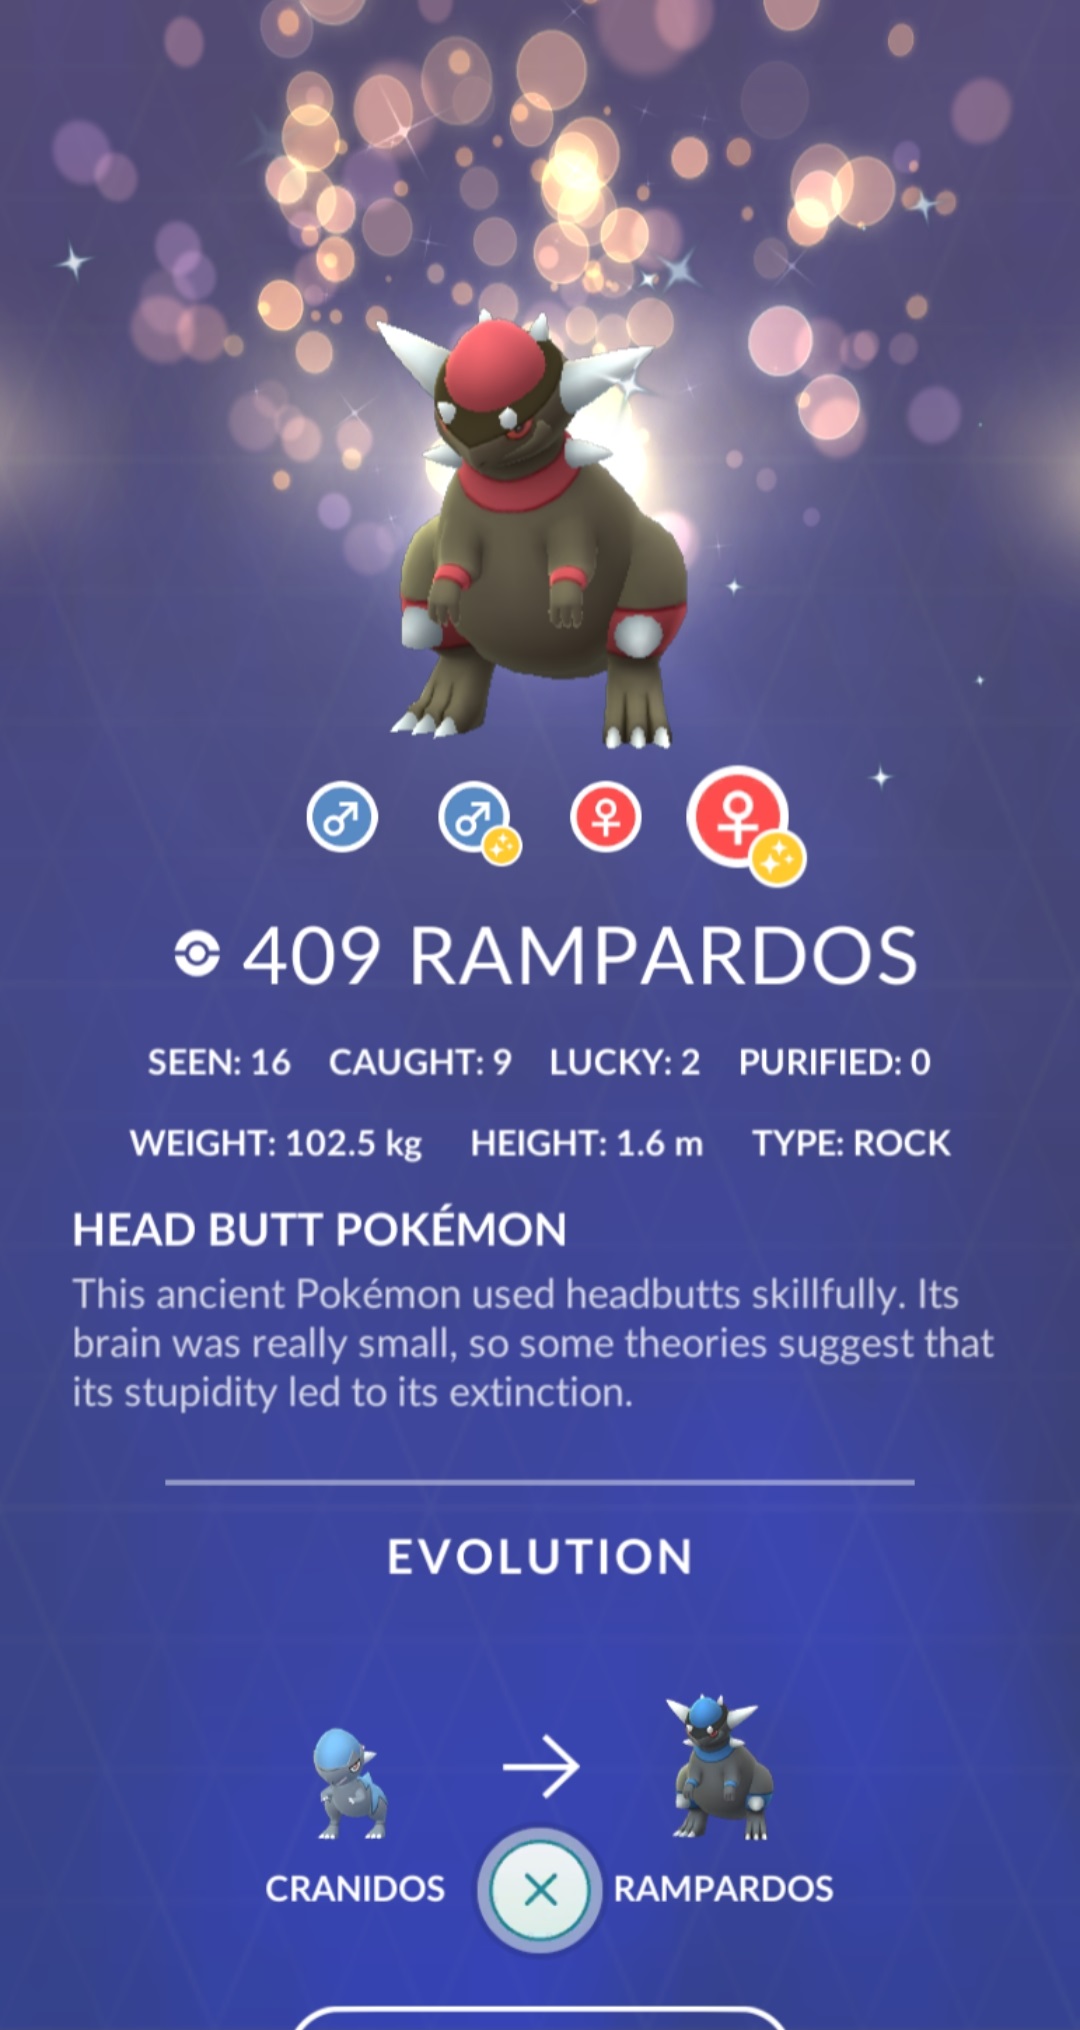 409 RAMPARDOS
SEEN: 16 CAUGHT: 9 LUCKY: 2 PURIFIED: 0
WEIGHT: 102.5 kg HEIGHT: 1.6 m TYPE: ROCK
HEAD BUTT POKÉMON
This ancient Pokémon used headbutts skillfully. Its
brain was really small, so some theories suggest that
its stupidity led to its extinction.
EVOLUTION
CRANIDOS RAMPARDOS